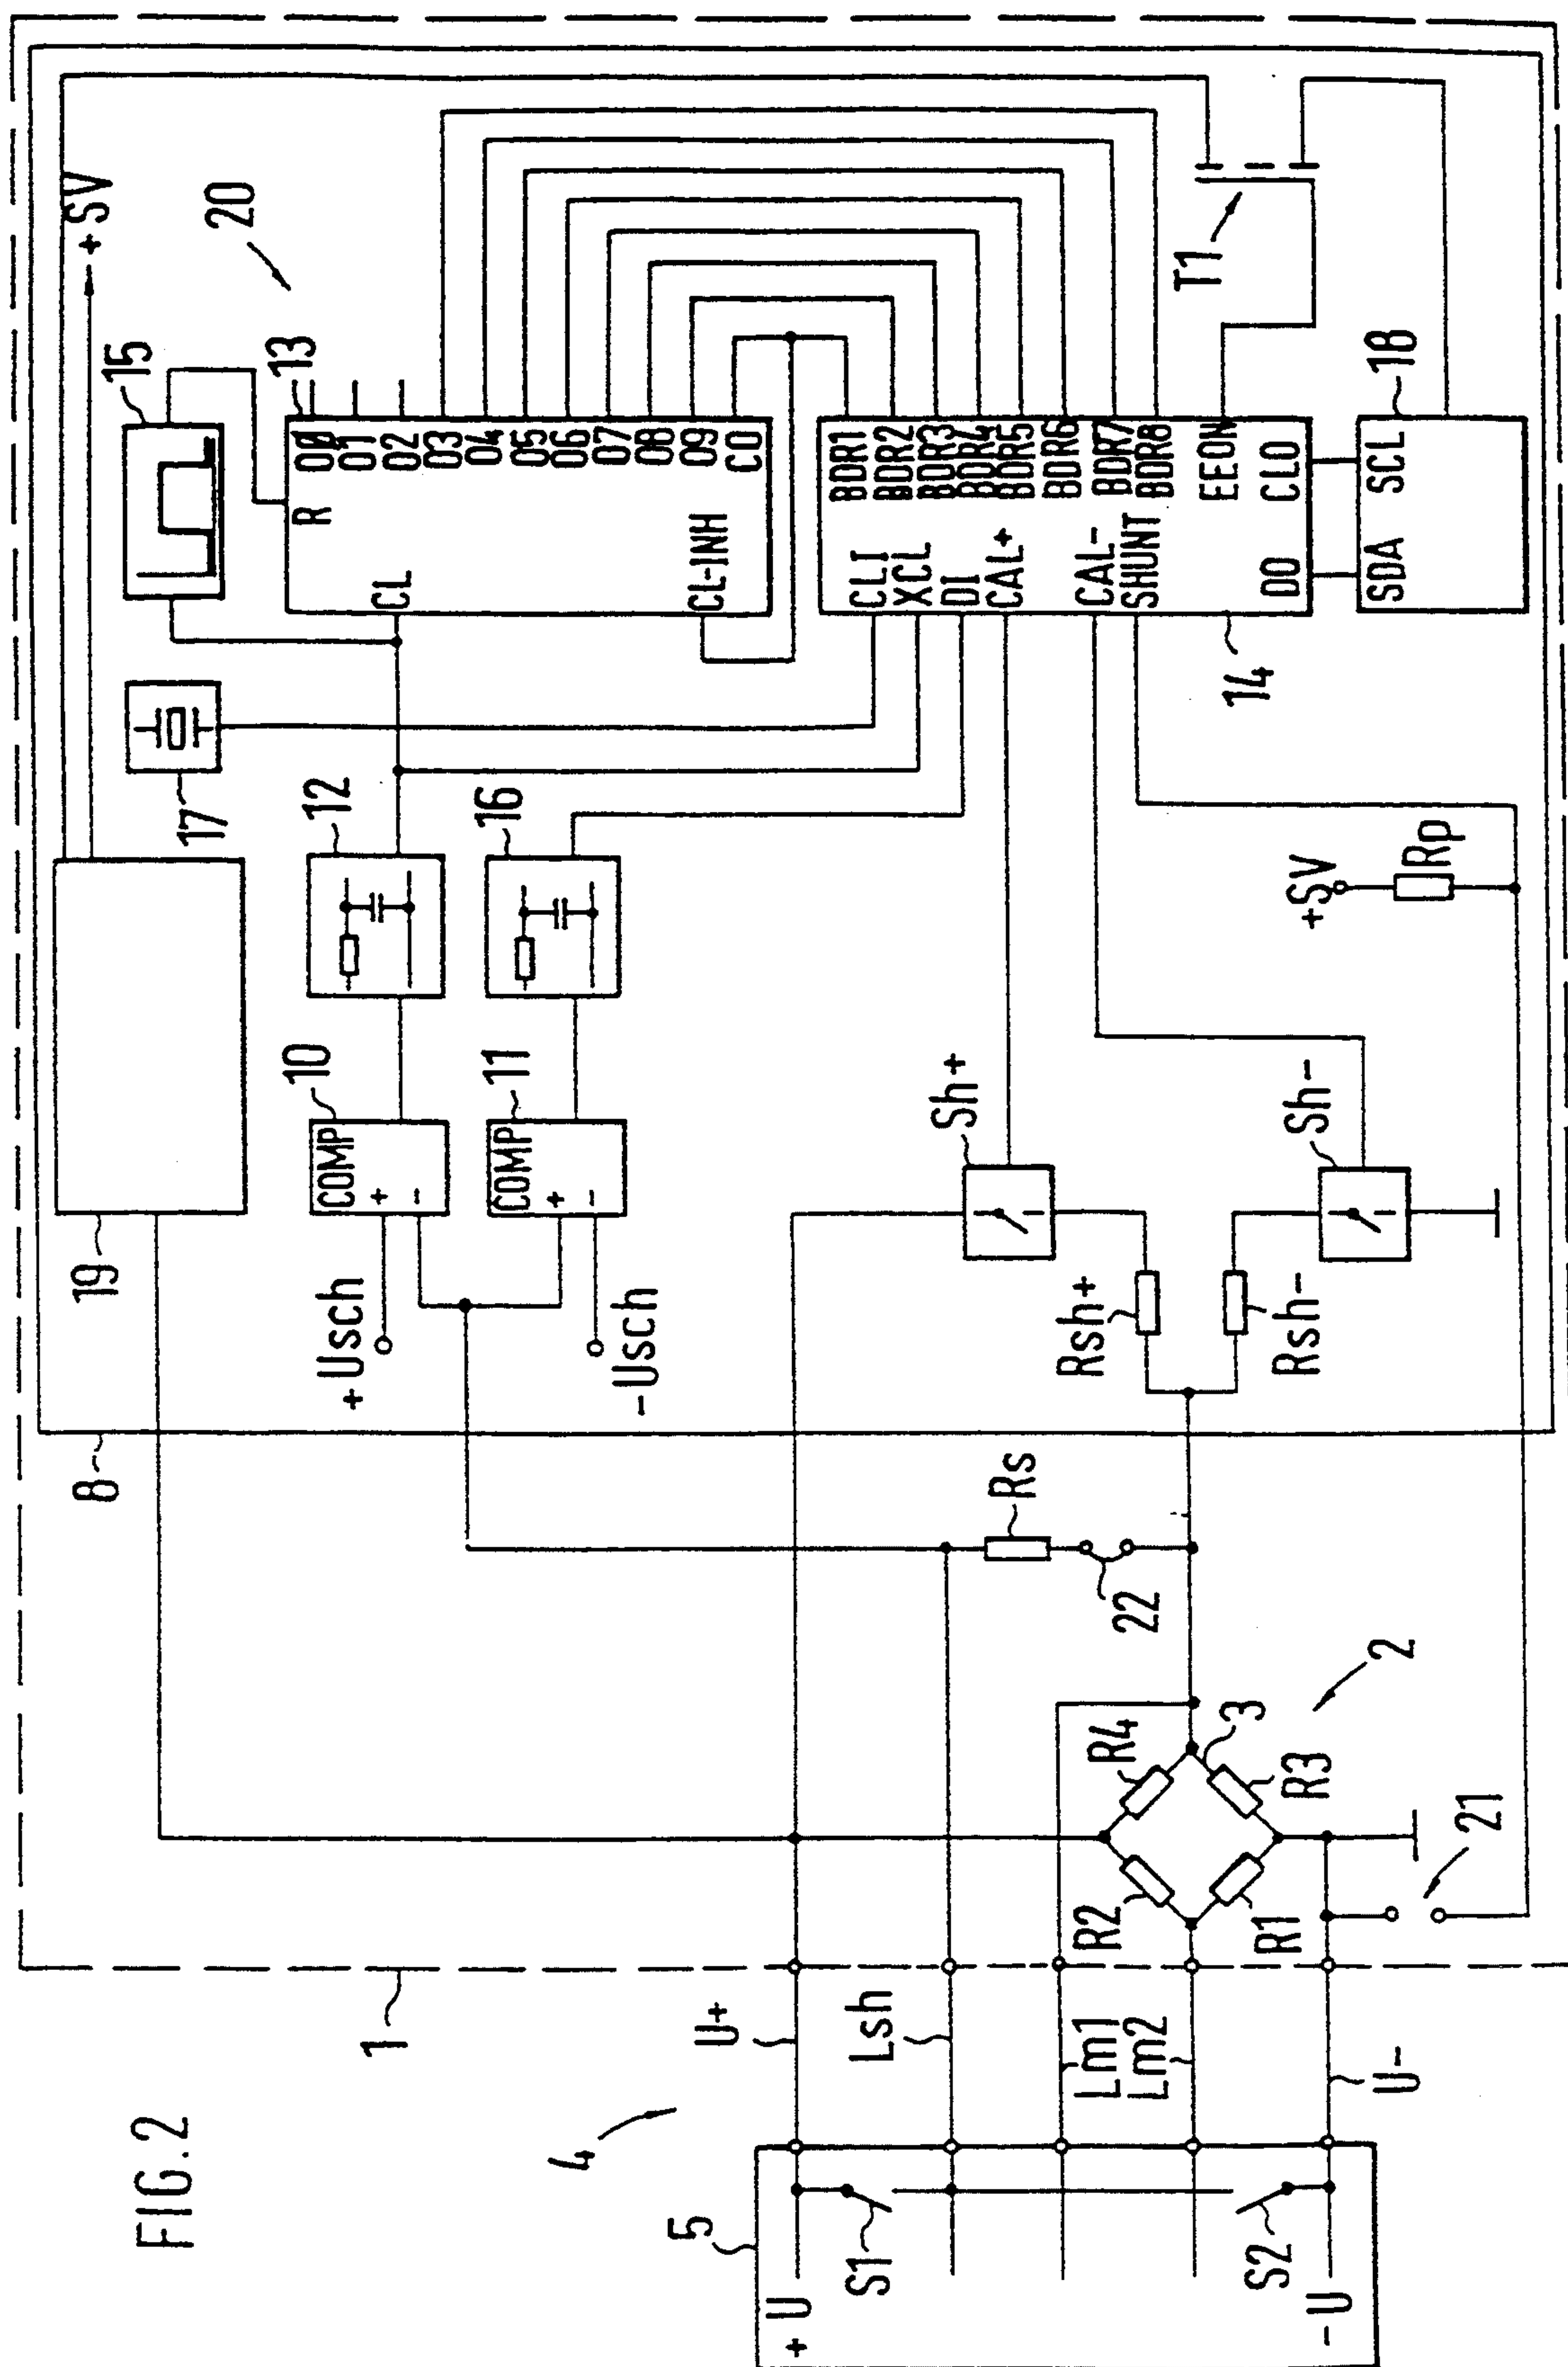 FIG.2
1
4
5
+U
-U
S1
S2
U+
Lsh
Lm1
Lm2
U-
R2
R4
R1
R3
3
2
21
22
Rs
8
19
+SV
20
+Usch
-Usch
10
COMP
+
-
11
COMP
+
-
12
16
17
15
13
R
CL
CL-INH
OØ
O1
O2
O3
O4
O5
O6
O7
O8
O9
CO
14
CLI
XCL
DI
CAL+
CAL-
SHUNT
DO
BDR1
BDR2
BDR3
BDR4
BDR5
BDR6
BDR7
BDR8
EEON
CLO
18
SDA
SCL
T1
Sh+
Sh-
Rsh+
Rsh-
+SV
Rp